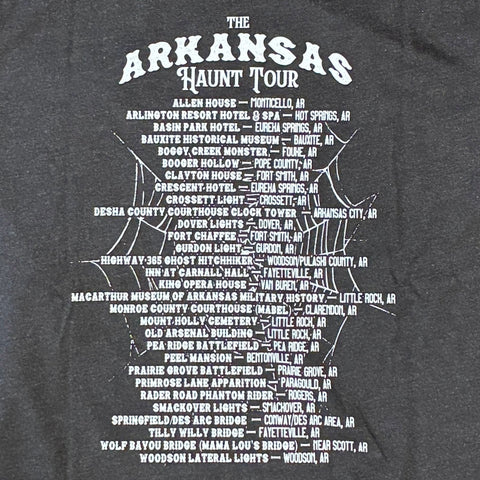 THE
ARKANSAS
HAUNT TOUR
ALLEN HOUSE — MONTICELLO, AR
ARLINGTON RESORT HOTEL & SPA — HOT SPRINGS, AR
BASIN PARK HOTEL — EUREKA SPRINGS, AR
BAUXITE HISTORICAL MUSEUM — BAUXITE, AR
BOGGY CREEK MONSTER — FOUKE, AR
BOOGER HOLLOW — POPE COUNTY, AR
CLAYTON HOUSE — FORT SMITH, AR
CRESCENT HOTEL — EUREKA SPRINGS, AR
CROSSETT LIGHT — CROSSETT, AR
DESHA COUNTY COURTHOUSE CLOCK TOWER — ARKANSAS CITY, AR
DOVER LIGHTS — DOVER, AR
FORT CHAFFEE — FORT SMITH, AR
GURDON LIGHT — GURDON, AR
HIGHWAY 365 GHOST HITCHHIKER — WOODSON/PULASKI COUNTY, AR
INN AT CARNALL HALL — FAYETTEVILLE, AR
KING OPERA HOUSE — VAN BUREN, AR
MACARTHUR MUSEUM OF ARKANSAS MILITARY HISTORY — LITTLE ROCK, AR
MONROE COUNTY COURTHOUSE (MABEL) — CLARENDON, AR
MOUNT HOLLY CEMETERY — LITTLE ROCK, AR
OLD ARSENAL BUILDING — LITTLE ROCK, AR
PEA RIDGE BATTLEFIELD — PEA RIDGE, AR
PEEL MANSION — BENTONVILLE, AR
PRAIRIE GROVE BATTLEFIELD — PRAIRIE GROVE, AR
PRIMROSE LANE APPARITION — PARAGOULD, AR
RADER ROAD PHANTOM RIDER — ROGERS, AR
SMACKOVER LIGHTS — SMACKOVER, AR
SPRINGFIELD/DES ARC BRIDGE — CONWAY/DES ARC AREA, AR
TILLY WILLY BRIDGE — FAYETTEVILLE, AR
WOLF BAYOU BRIDGE (MAMA LOU'S BRIDGE) — NEAR SCOTT, AR
WOODSON LATERAL LIGHTS — WOODSON, AR